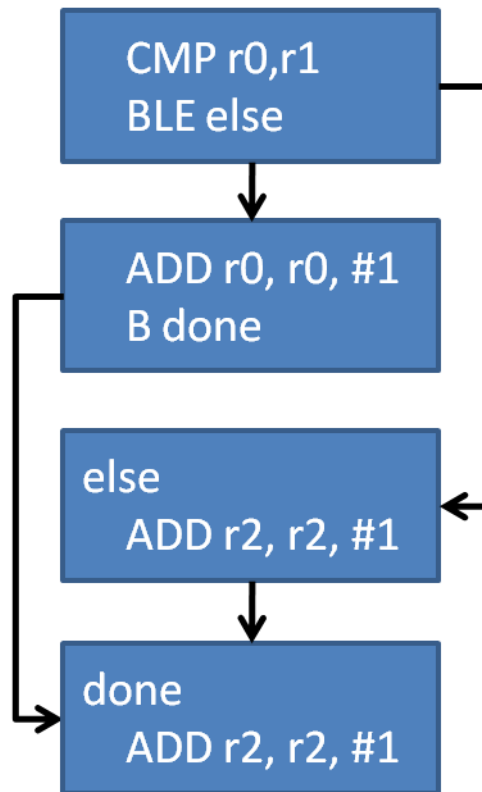 CMP r0,r1
BLE else
ADD r0, r0, #1
B done
else
ADD r2, r2, #1
done
ADD r2, r2, #1